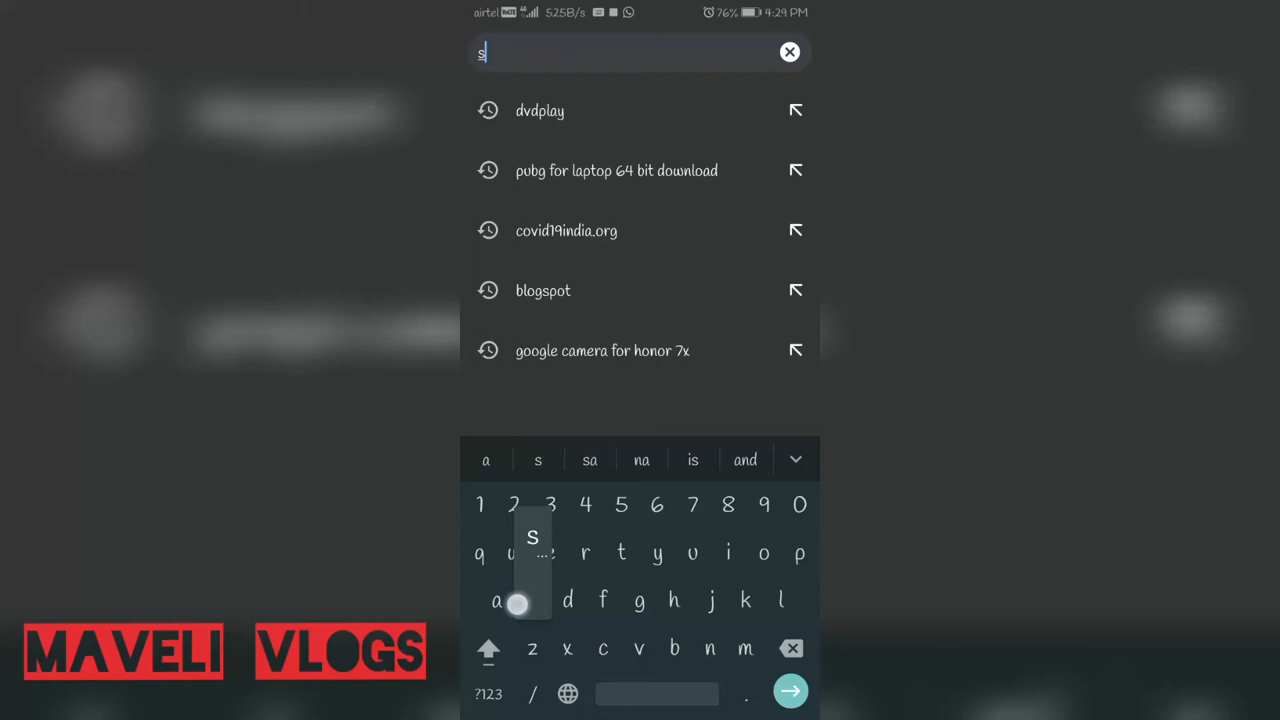 airtel VoLTE 4G 525B/s 76% 4:29 PM
s
dvdplay
pubg for laptop 64 bit download
covid19india.org
blogspot
google camera for honor 7x
a s sa na is and
1 2 3 4 5 6 7 8 9 0
S
...
q w e r t y u i o p
a d f g h j k l
z x c v b n m
?123 / .
MAVELI VLOGS